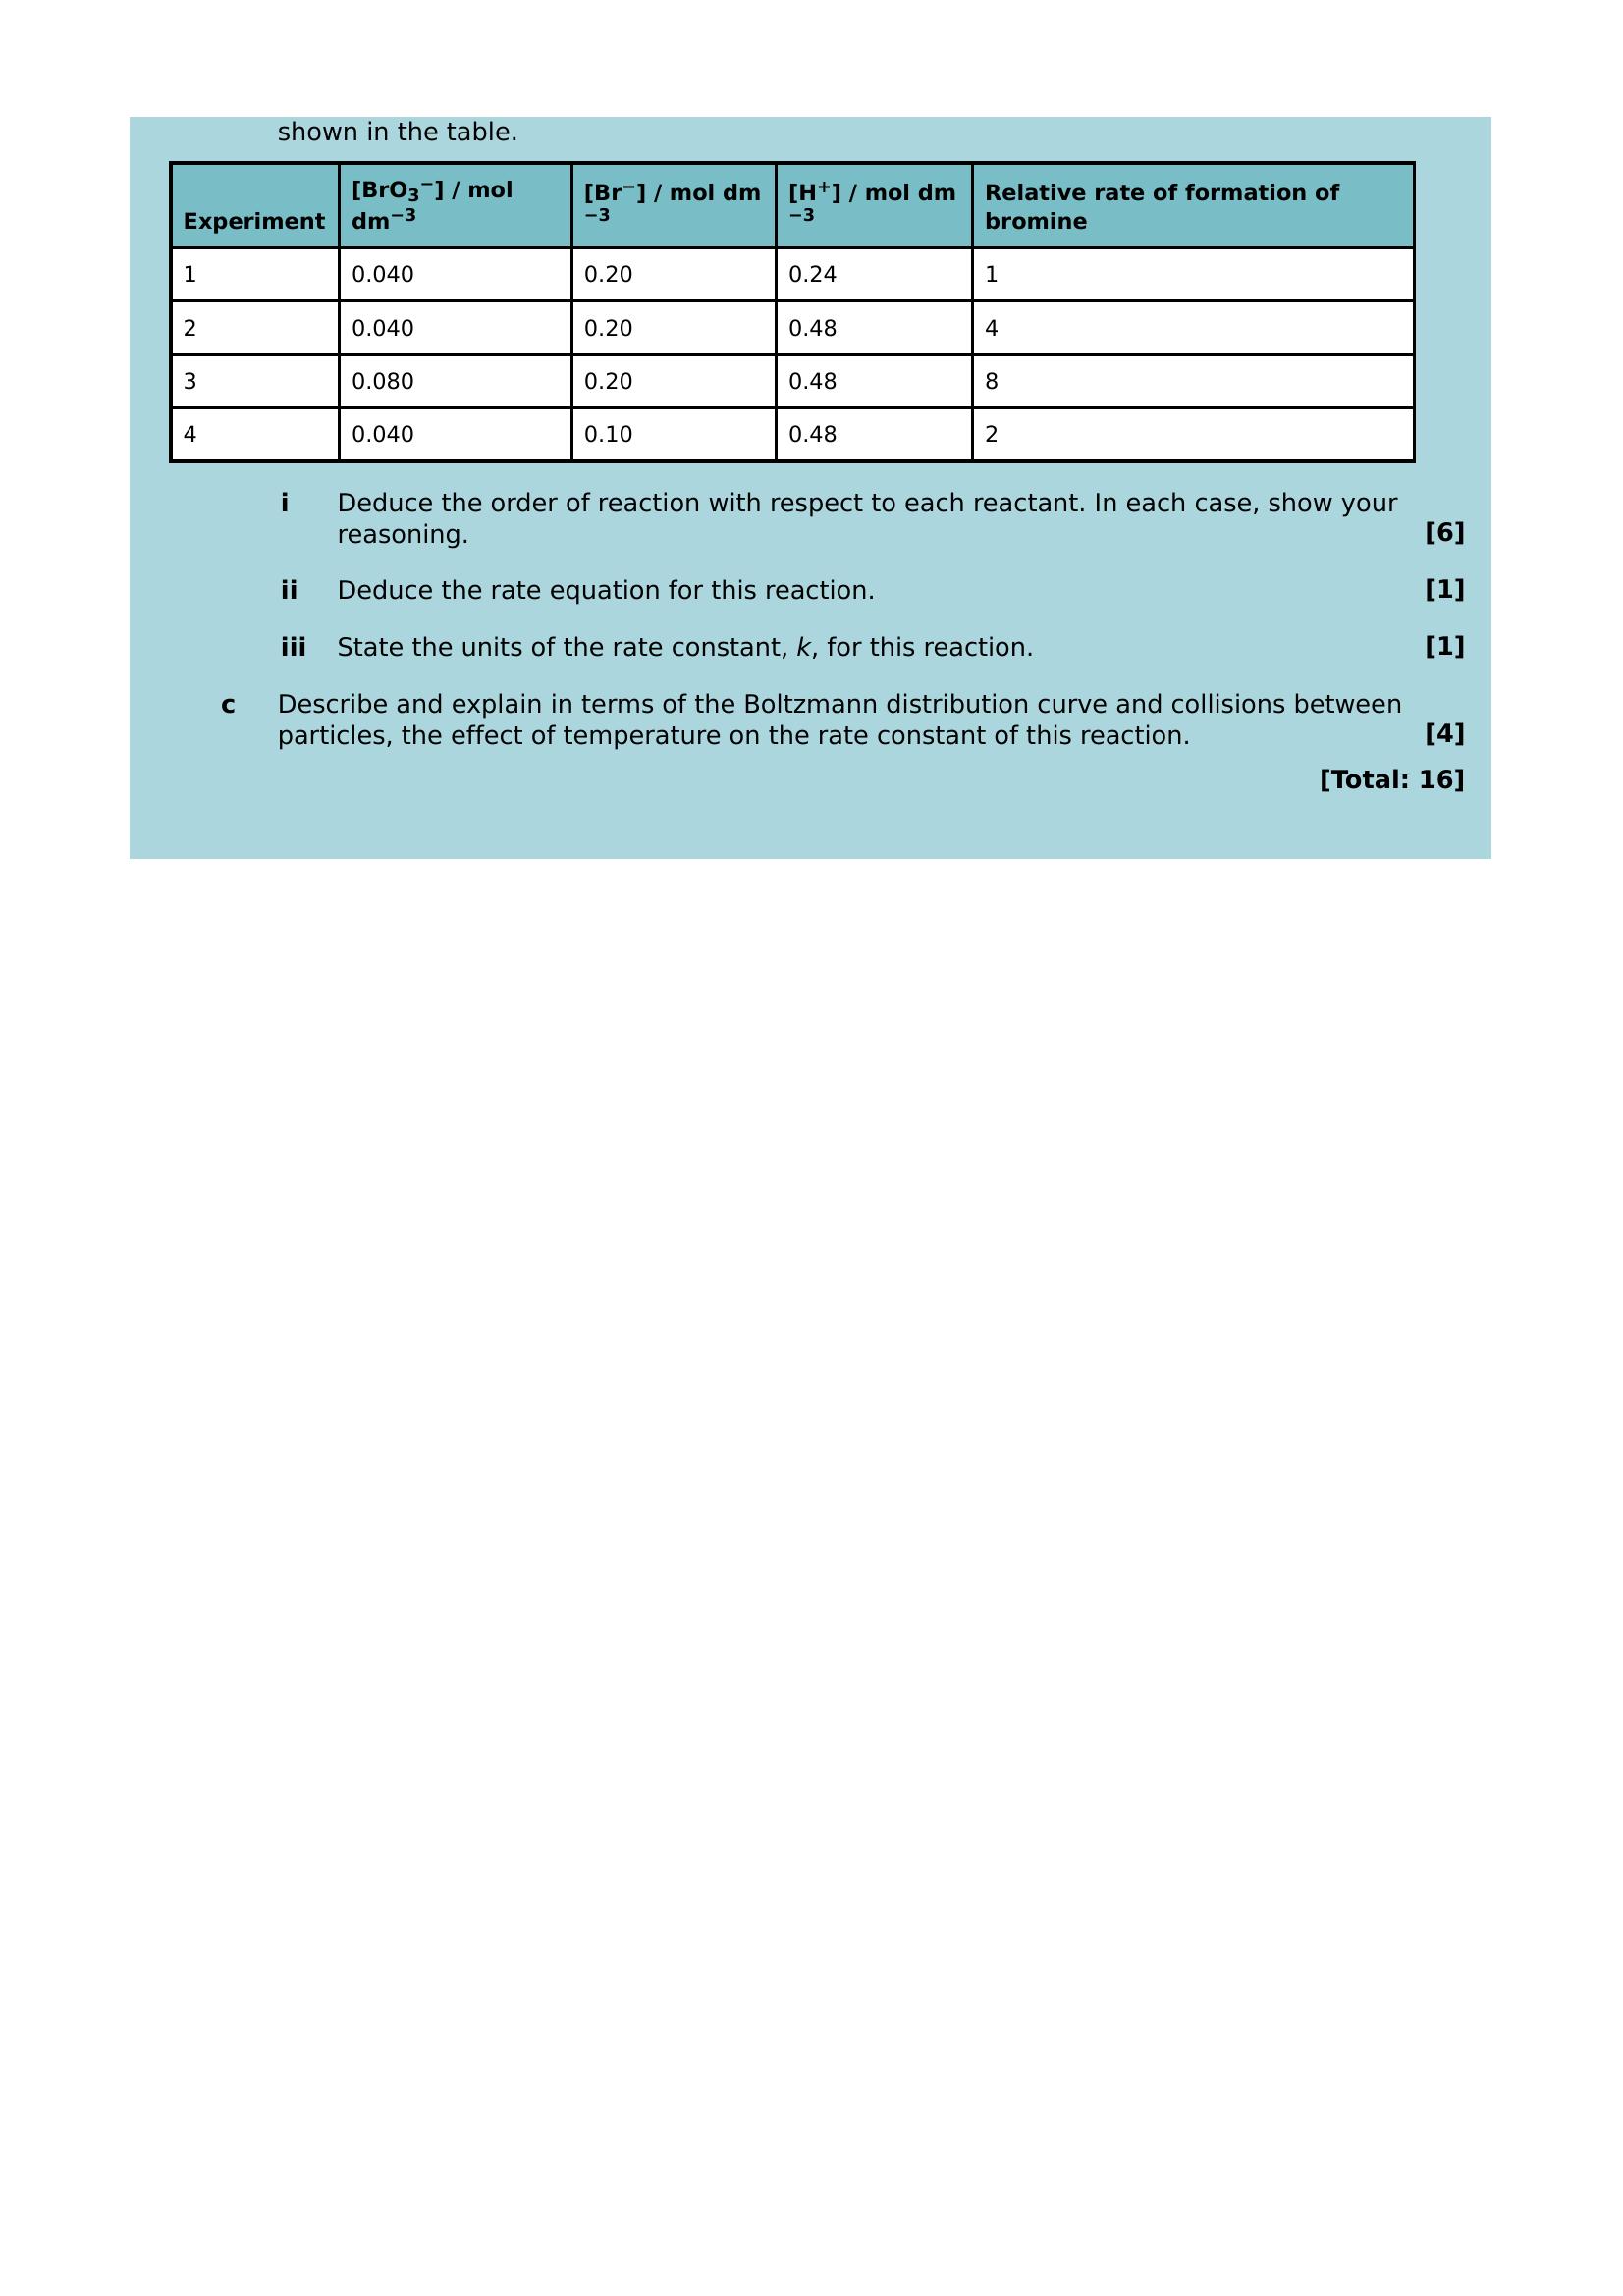 shown in the table.
Experiment	[BrO₃⁻] / mol dm⁻³	[Br⁻] / mol dm⁻³	[H⁺] / mol dm⁻³	Relative rate of formation of bromine
1	0.040	0.20	0.24	1
2	0.040	0.20	0.48	4
3	0.080	0.20	0.48	8
4	0.040	0.10	0.48	2
i Deduce the order of reaction with respect to each reactant. In each case, show your
reasoning. [6]
ii Deduce the rate equation for this reaction. [1]
iii State the units of the rate constant, k, for this reaction. [1]
c Describe and explain in terms of the Boltzmann distribution curve and collisions between
particles, the effect of temperature on the rate constant of this reaction. [4]
[Total: 16]